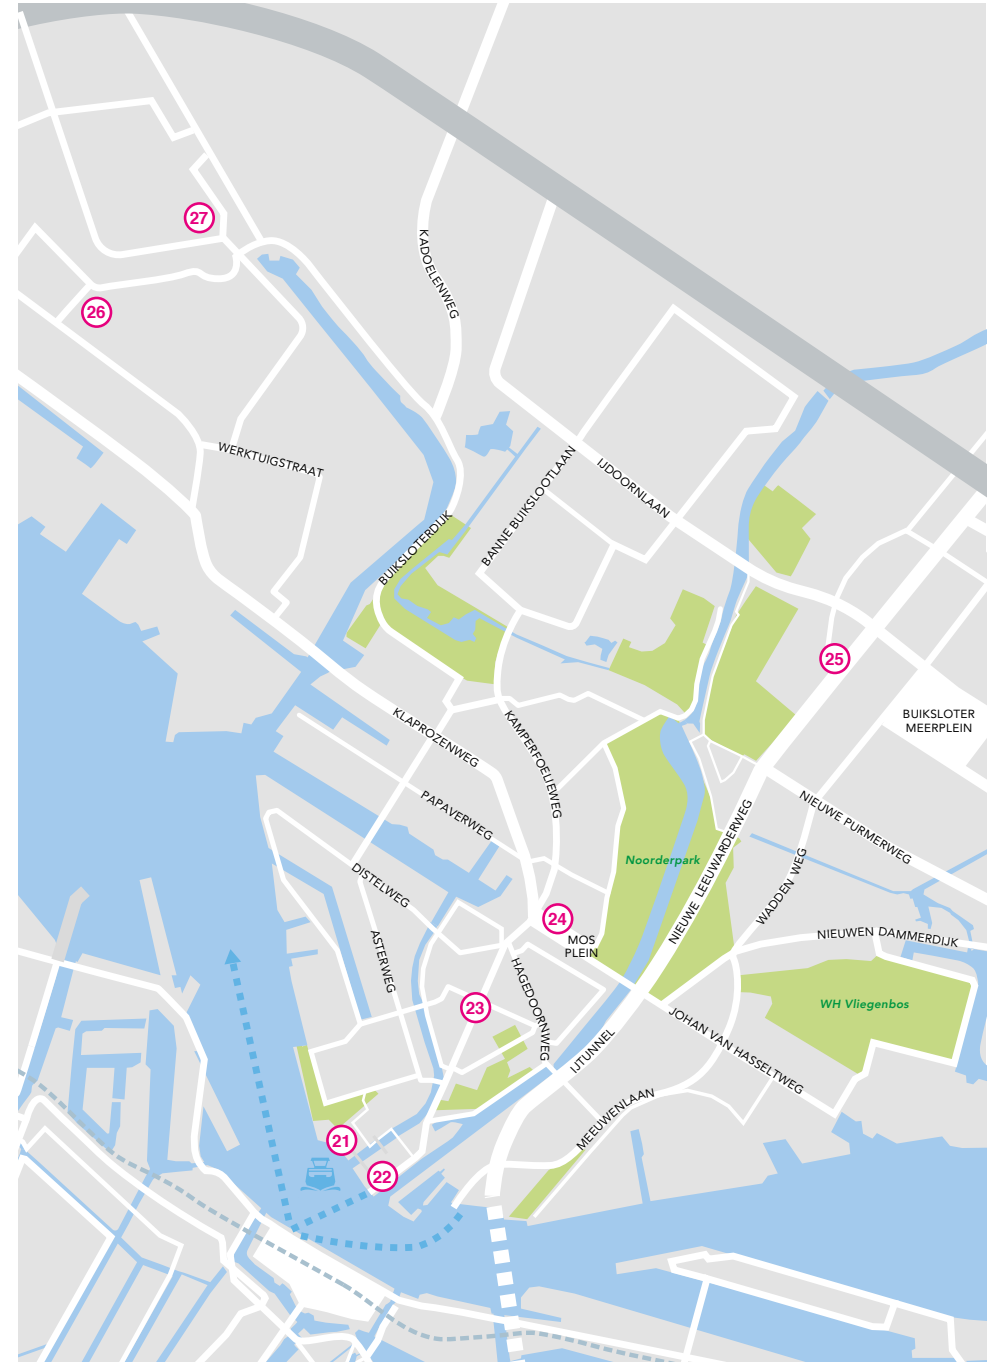 27
KADOELENWEG
26
WERKTUIGSTRAAT
BANNE BUIKSLOOTLAAN
IJDOORNLAAN
BUIKSLOTERDIJK
25
BUIKSLOTER
MEERPLEIN
KLAPROZENWEG
KAMPERFOELIEWEG
PAPAVERWEG
NIEUWE PURMERWEG
NIEUWE LEEUWARDERWEG
Noorderpark
WADDEN WEG
DISTELWEG
24
MOS
PLEIN
NIEUWEN DAMMERDIJK
ASTERWEG
HAGEDOORNWEG
23
WH Vliegenbos
JOHAN VAN HASSELTWEG
IJTUNNEL
MEEUWENLAAN
21
22